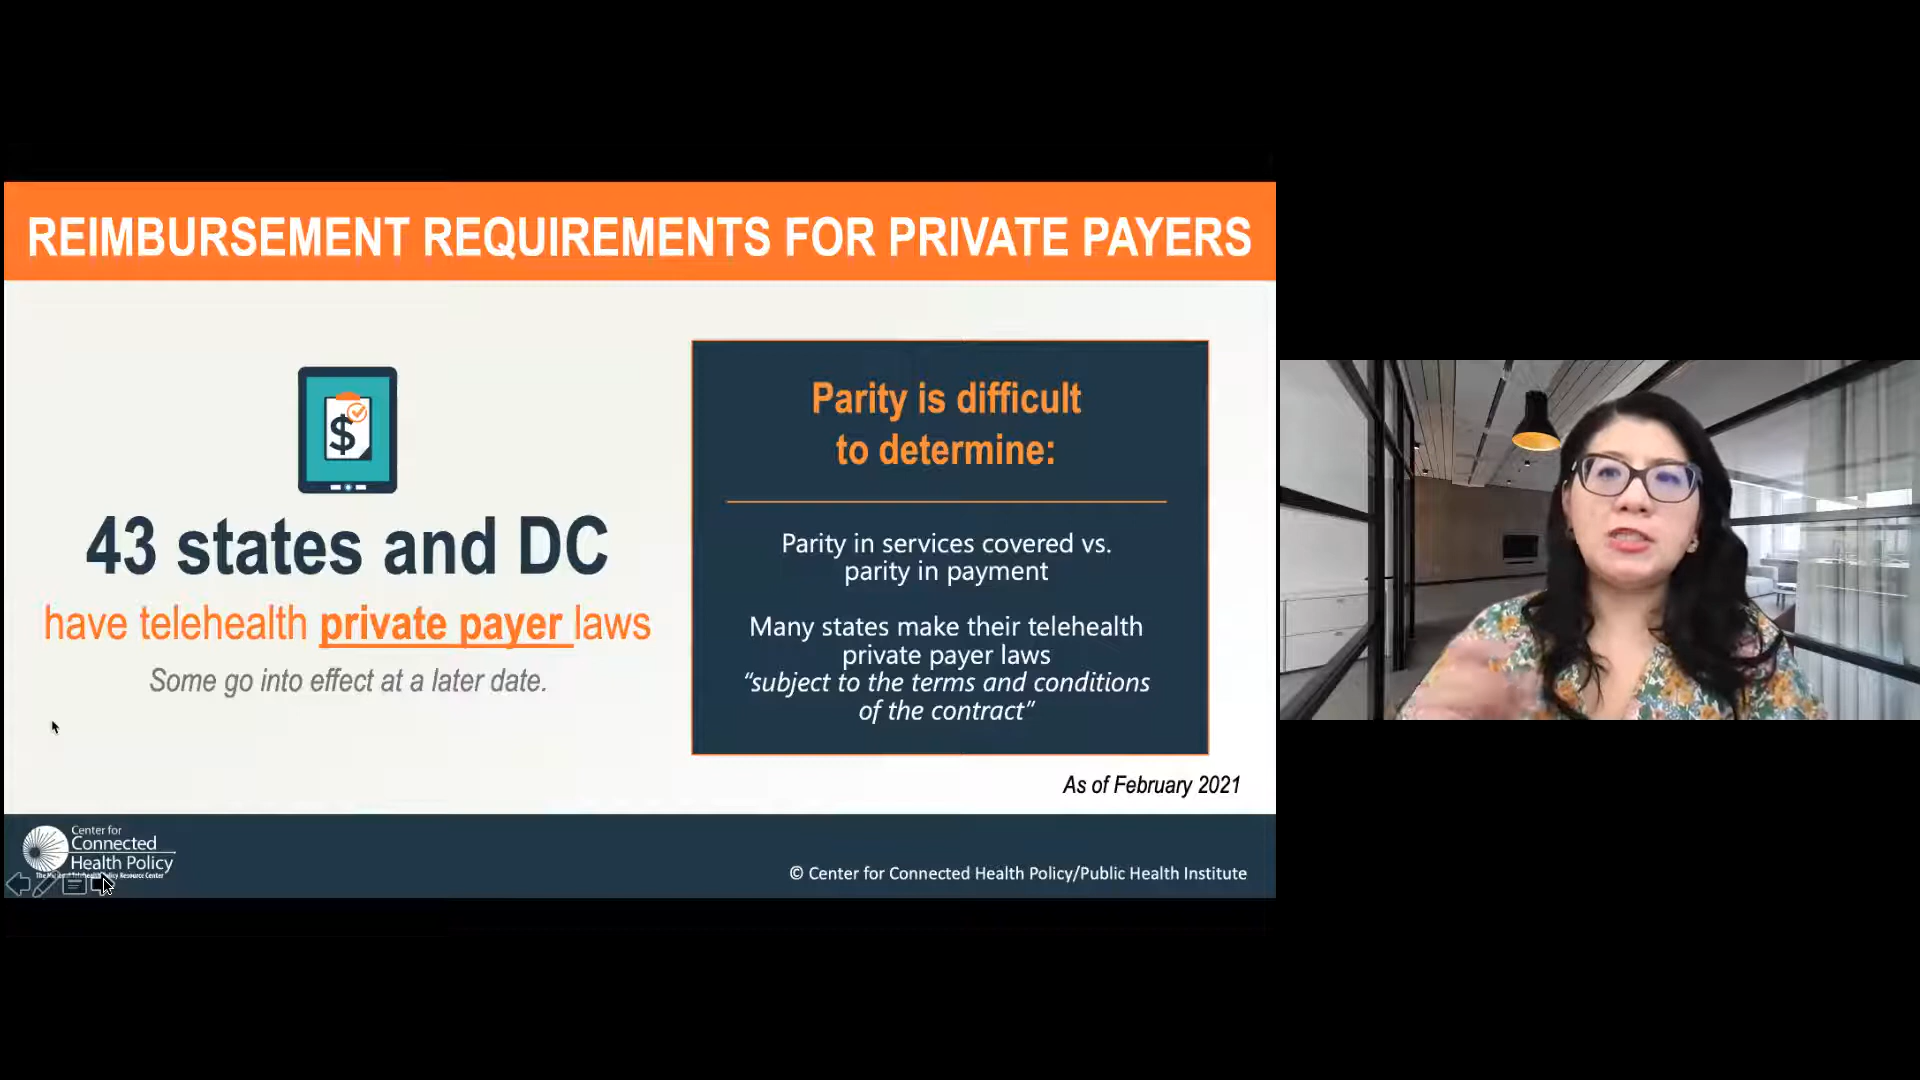 REIMBURSEMENT REQUIREMENTS FOR PRIVATE PAYERS
$
43 states and DC
have telehealth private payer laws
Some go into effect at a later date.
Parity is difficult
to determine:
Parity in services covered vs.
parity in payment
Many states make their telehealth
private payer laws
“subject to the terms and conditions
of the contract”
As of February 2021
Center for
Connected
Health Policy
© Center for Connected Health Policy/Public Health Institute